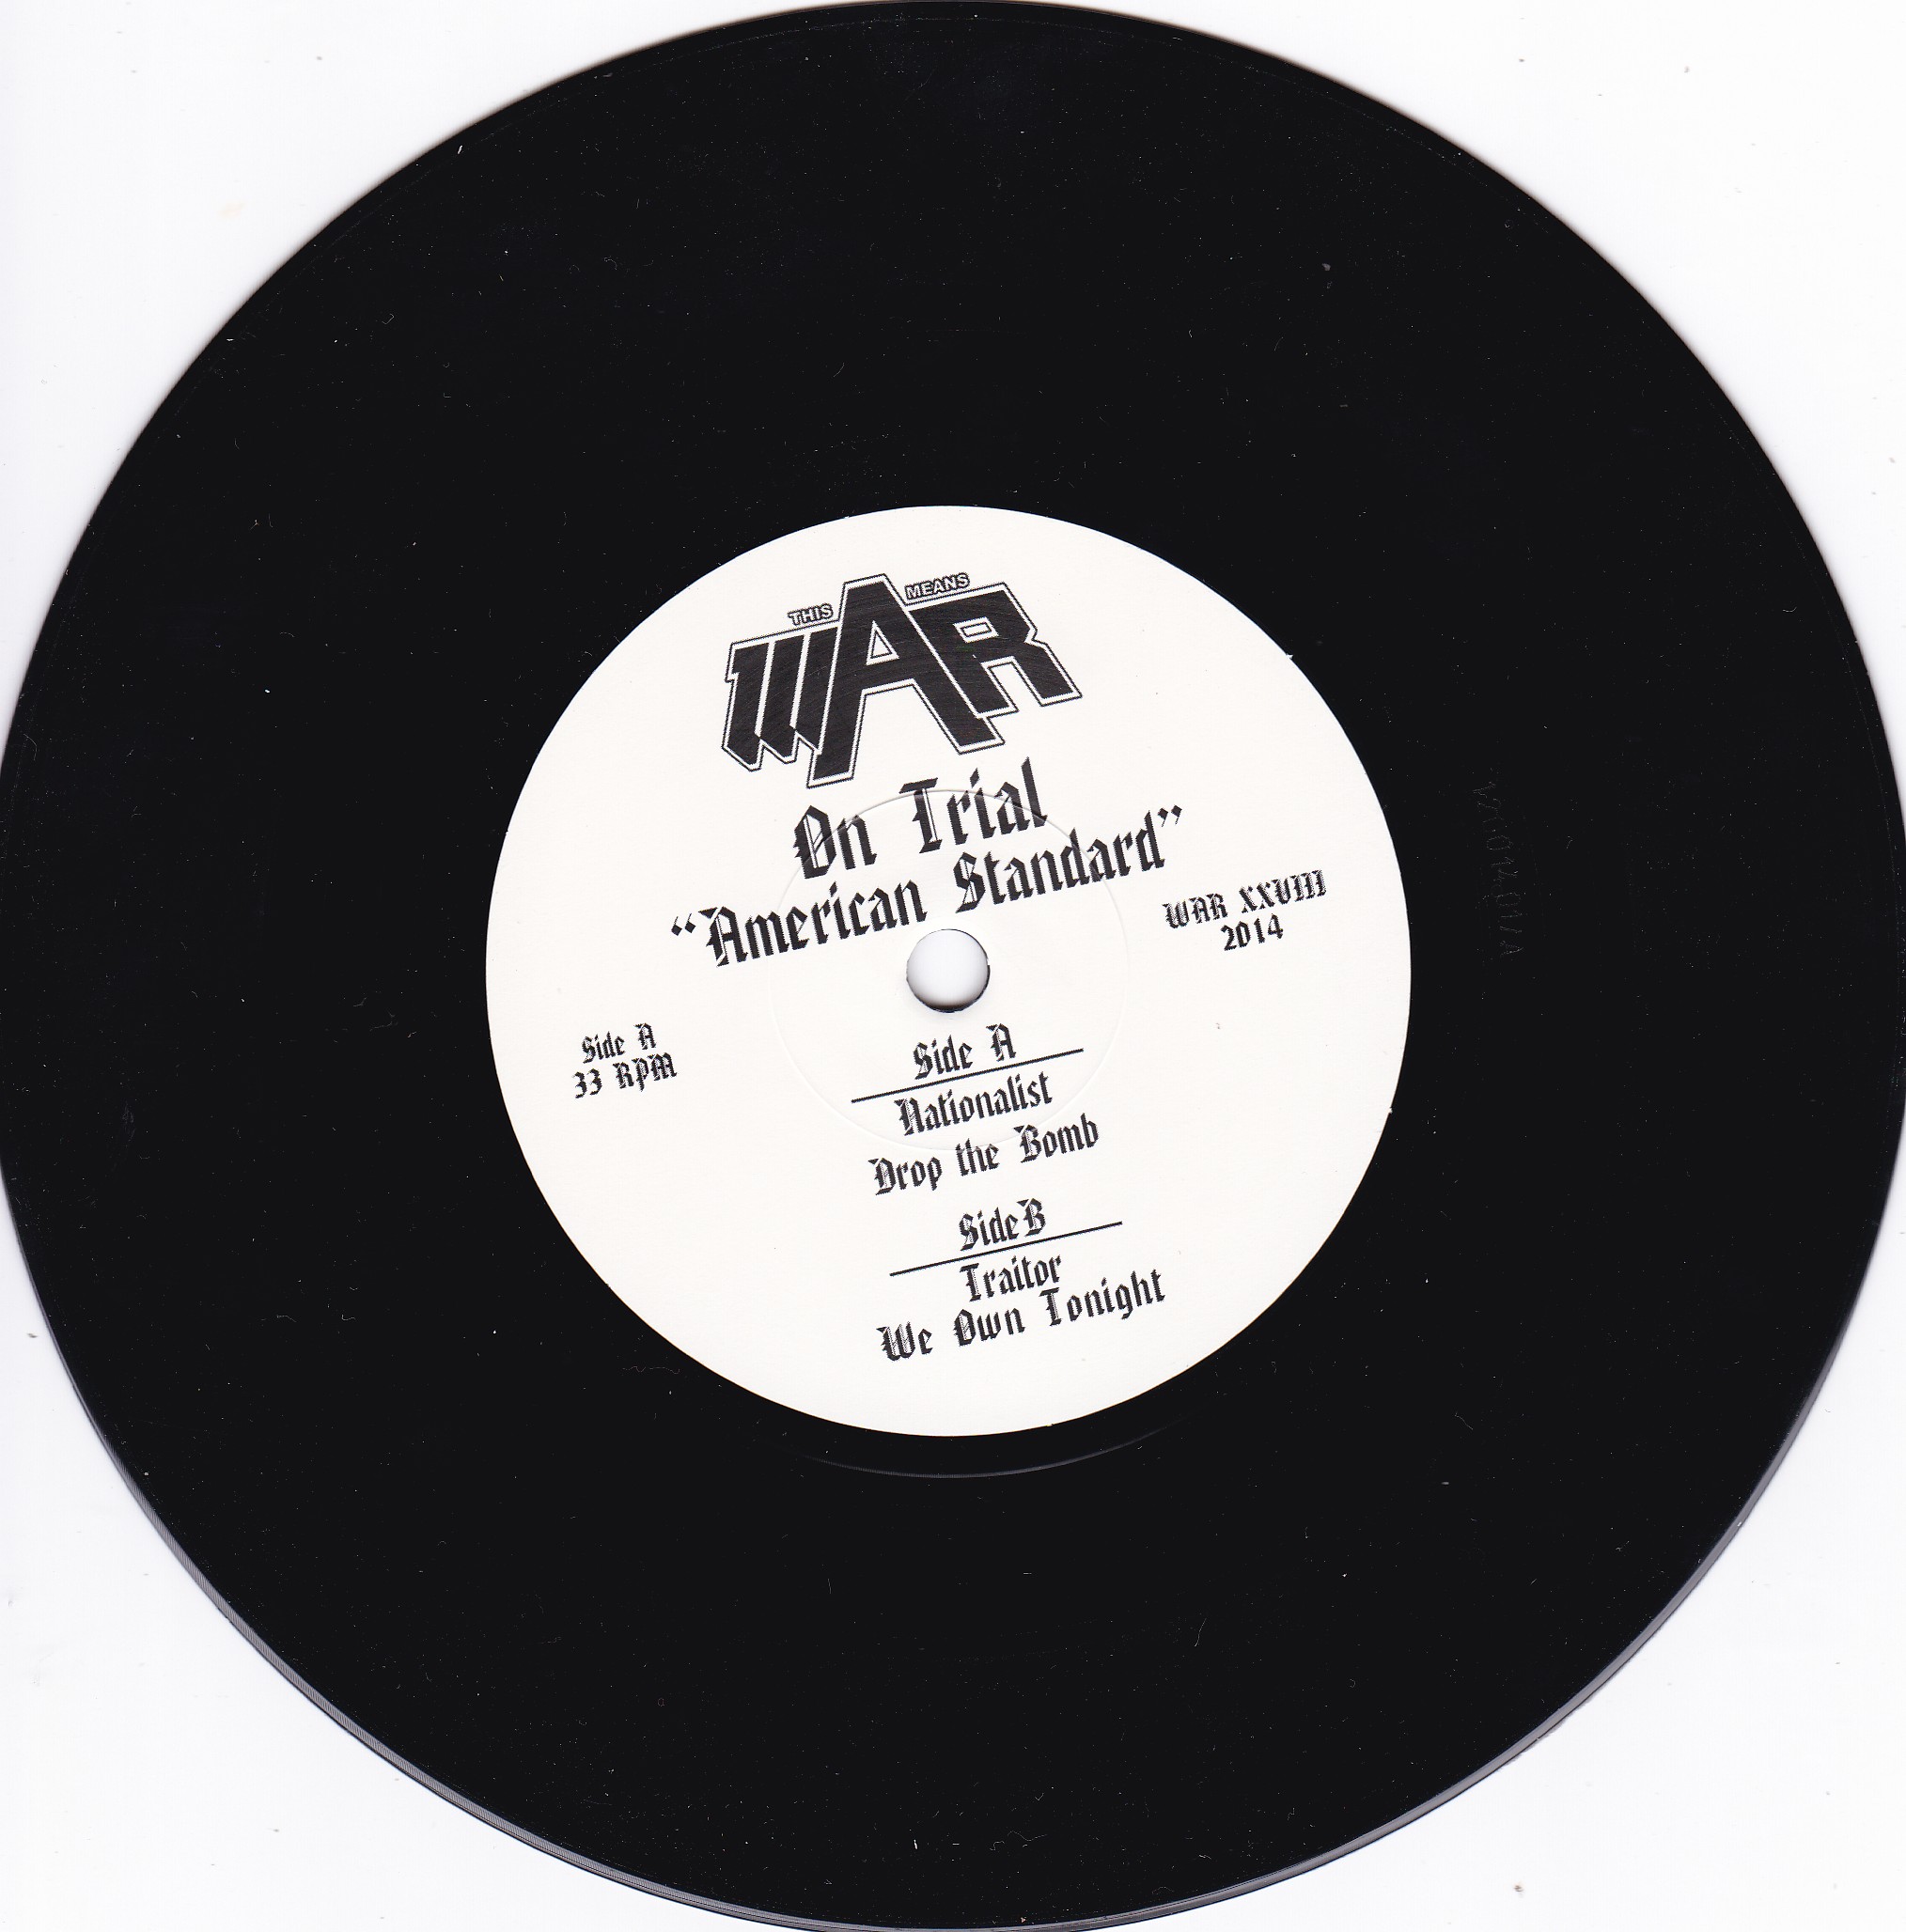 THIS MEANS
WAR
On Trial
“American Standard”
WAR XXVIII
2014
Side A
33 RPM
Side A
Nationalist
Drop the Bomb
Side B
Traitor
We Own Tonight